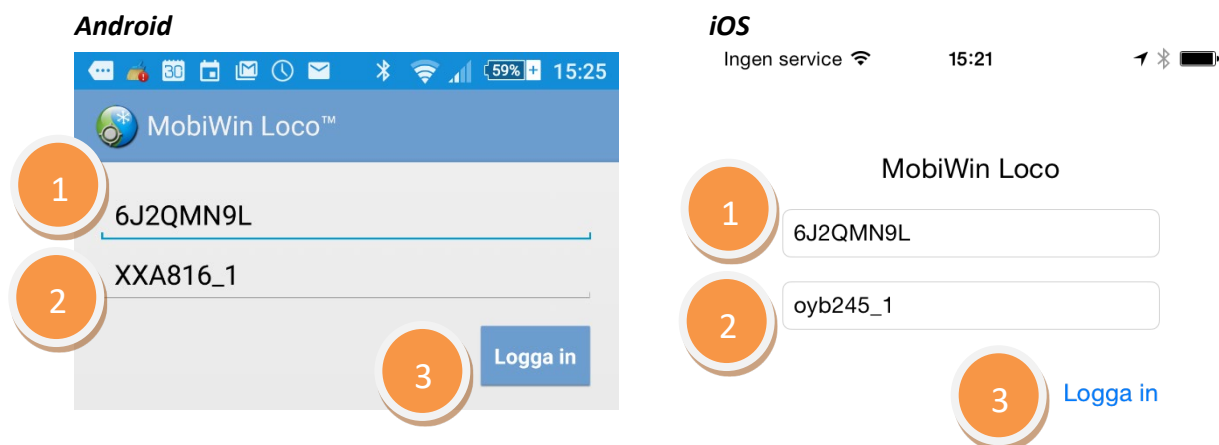 Android
30 59% 15:25
MobiWin Loco™
1
6J2QMN9L
2
XXA816_1
3
Logga in
iOS
Ingen service 15:21
MobiWin Loco
1
6J2QMN9L
2
oyb245_1
3
Logga in